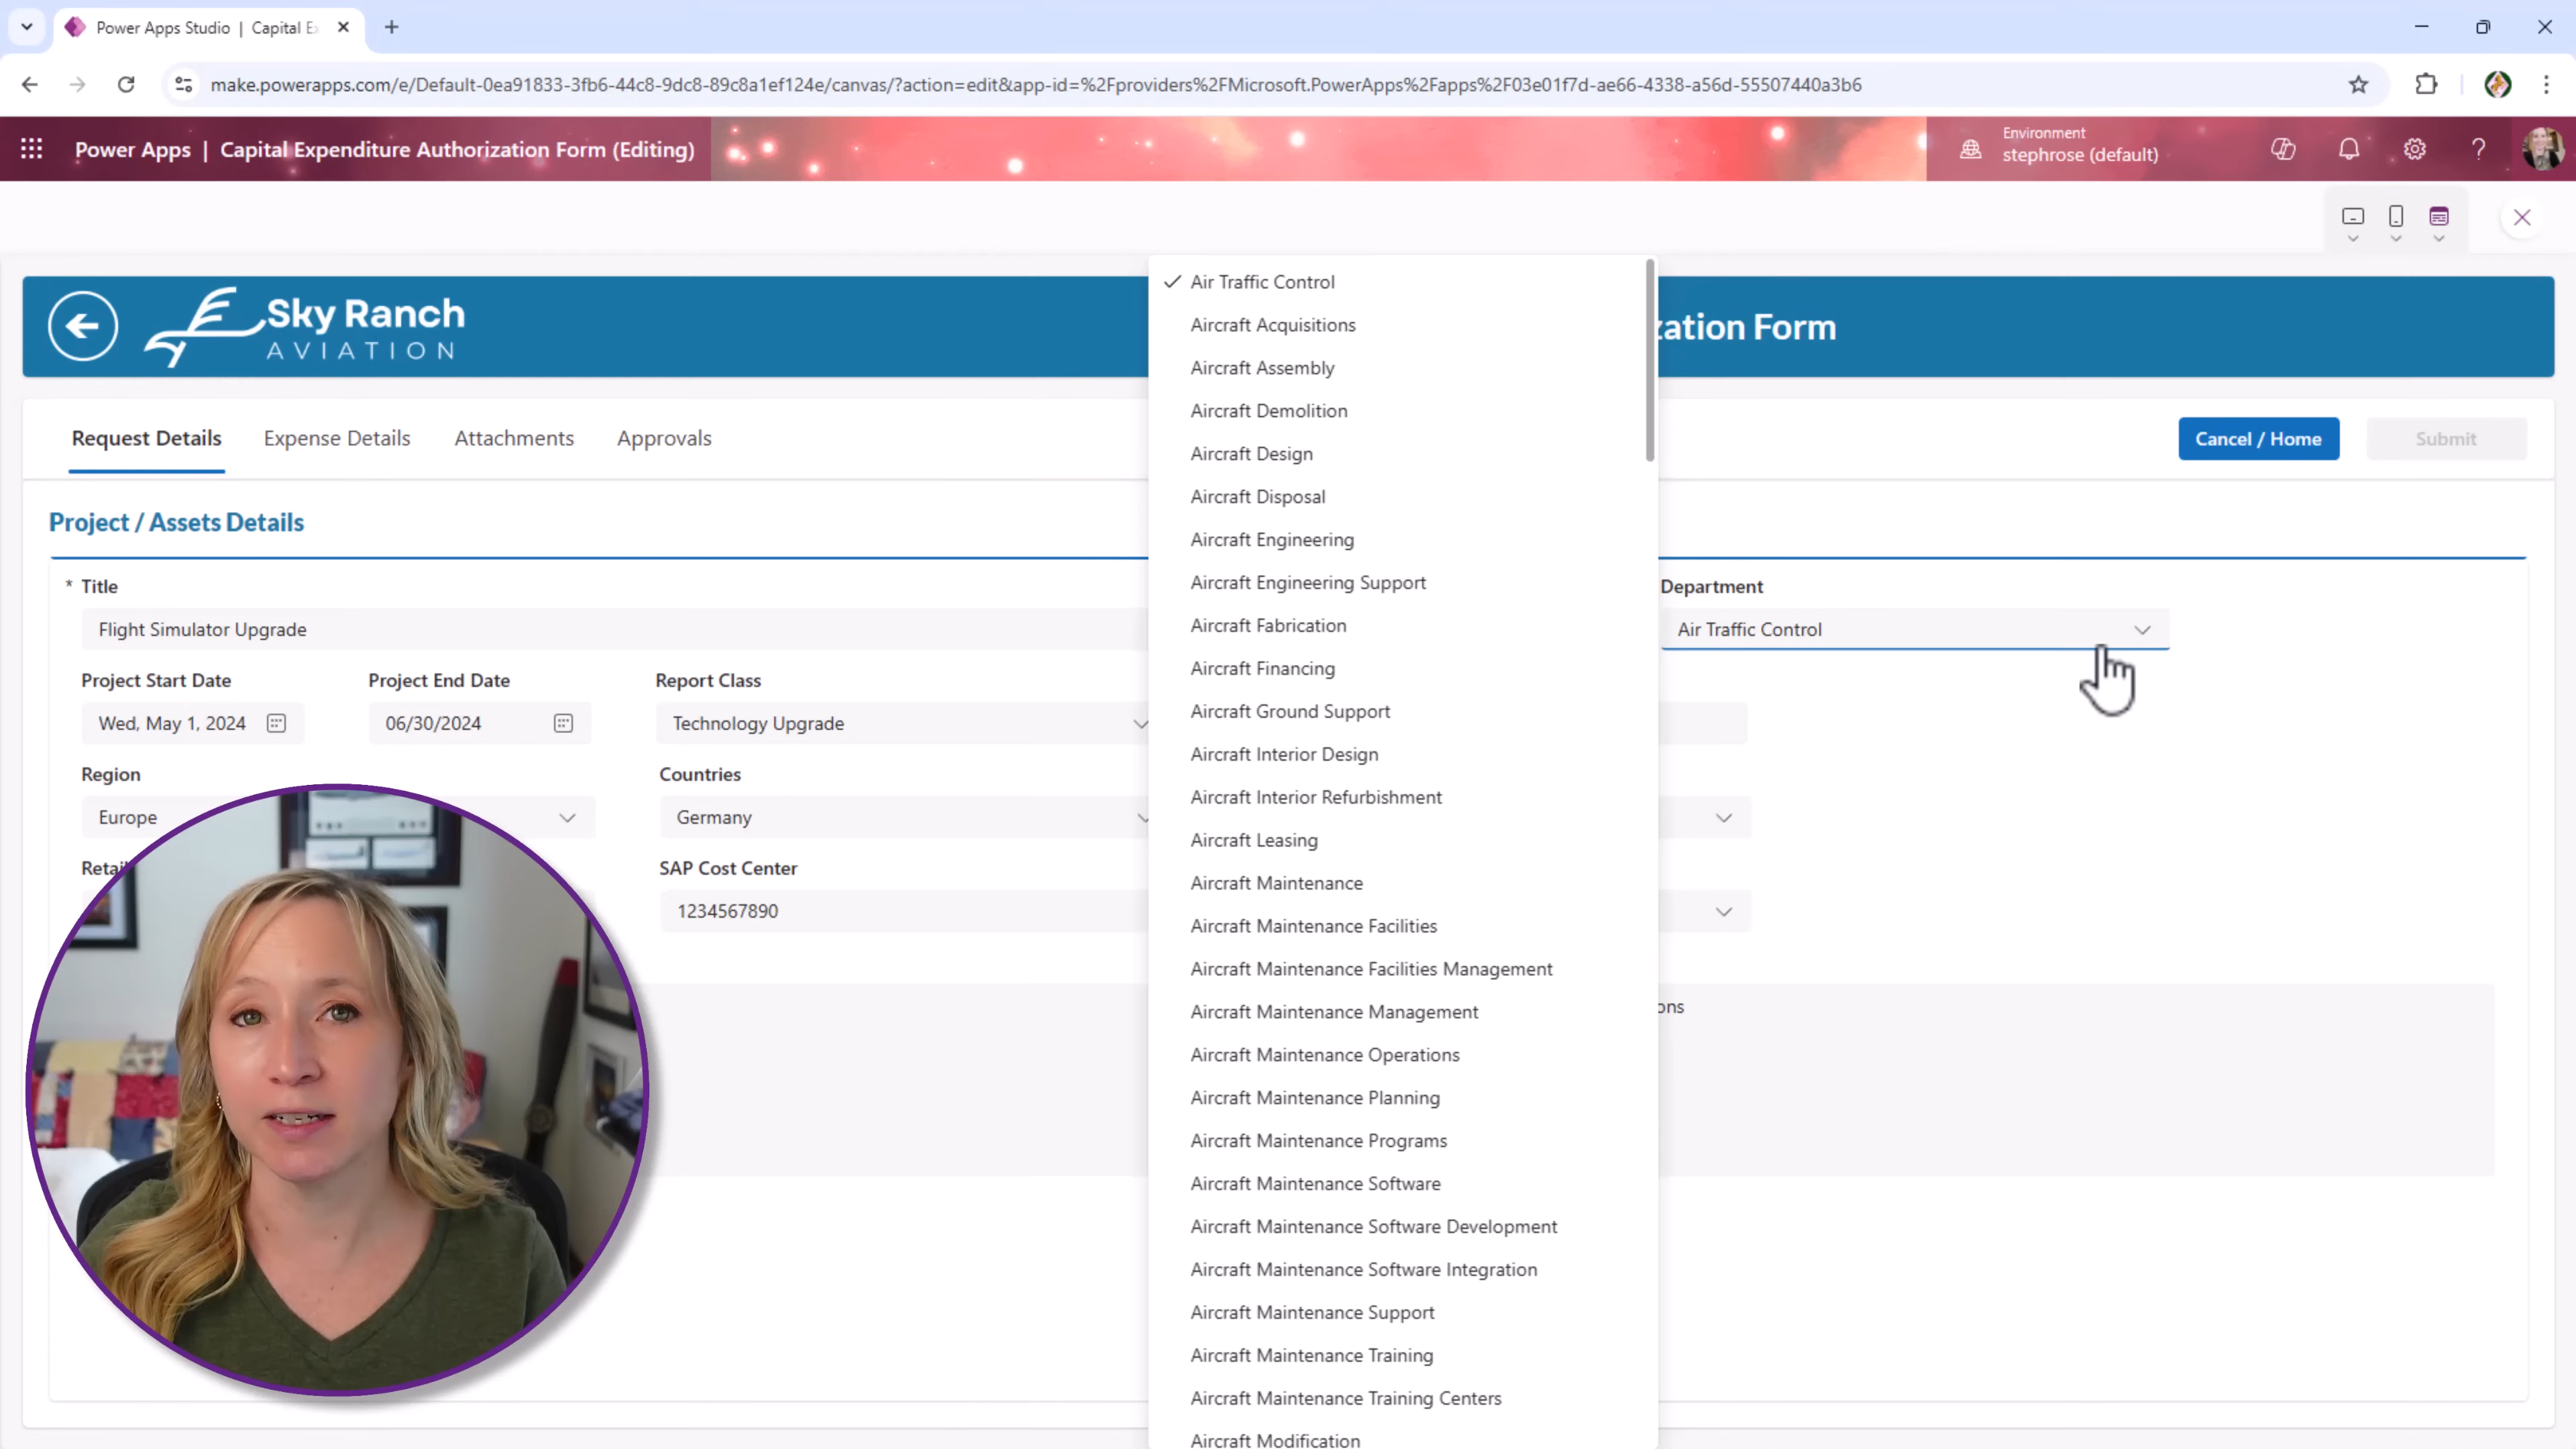 Power Apps Studio | Capital Ex
make.powerapps.com/e/Default-0ea91833-3fb6-44c8-9dc8-89c8a1ef124e/canvas/?action=edit&app-id=%2Fproviders%2FMicrosoft.PowerApps%2Fapps%2F03e01f7d-ae66-4338-a56d-55507440a3b6
Power Apps | Capital Expenditure Authorization Form (Editing)
Environment
stephrose (default)
Sky Ranch
AVIATION
zation Form
Request Details Expense Details Attachments Approvals
Cancel / Home Submit
Project / Assets Details
* Title
Flight Simulator Upgrade
Department
Air Traffic Control
Project Start Date Project End Date Report Class
Wed, May 1, 2024 06/30/2024 Technology Upgrade
Region Countries
Europe Germany
Retail SAP Cost Center
1234567890
ons
Air Traffic Control
Aircraft Acquisitions
Aircraft Assembly
Aircraft Demolition
Aircraft Design
Aircraft Disposal
Aircraft Engineering
Aircraft Engineering Support
Aircraft Fabrication
Aircraft Financing
Aircraft Ground Support
Aircraft Interior Design
Aircraft Interior Refurbishment
Aircraft Leasing
Aircraft Maintenance
Aircraft Maintenance Facilities
Aircraft Maintenance Facilities Management
Aircraft Maintenance Management
Aircraft Maintenance Operations
Aircraft Maintenance Planning
Aircraft Maintenance Programs
Aircraft Maintenance Software
Aircraft Maintenance Software Development
Aircraft Maintenance Software Integration
Aircraft Maintenance Support
Aircraft Maintenance Training
Aircraft Maintenance Training Centers
Aircraft Modification